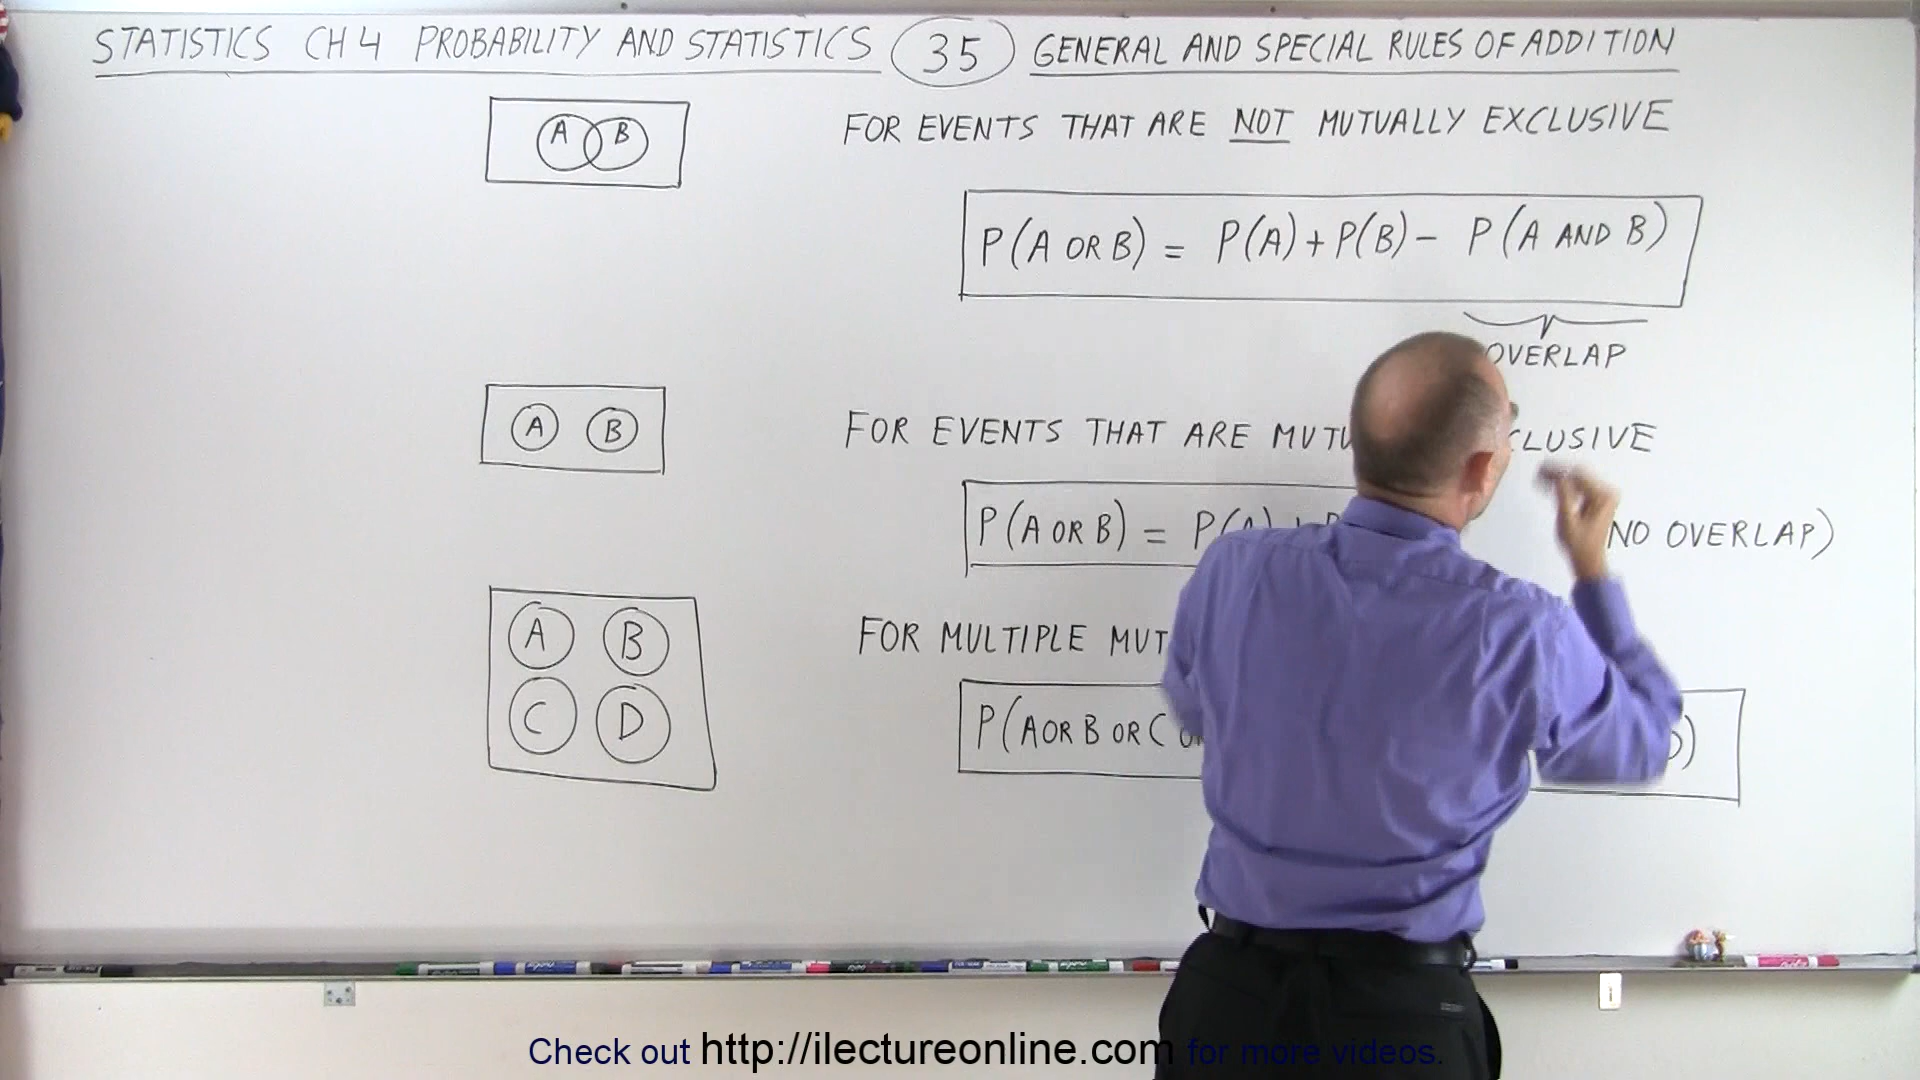 STATISTICS CH 4 PROBABILITY AND STATISTICS 35 GENERAL AND SPECIAL RULES OF ADDITION
A B
FOR EVENTS THAT ARE NOT MUTUALLY EXCLUSIVE
P(A OR B) = P(A) + P(B) - P(A AND B)
OVERLAP
A B
FOR EVENTS THAT ARE MUTU CLUSIVE
P(A OR B) = P(A) + NO OVERLAP)
A B
C D
FOR MULTIPLE MUT
P(A OR B OR C
Check out http://ilectureonline.com for more videos.